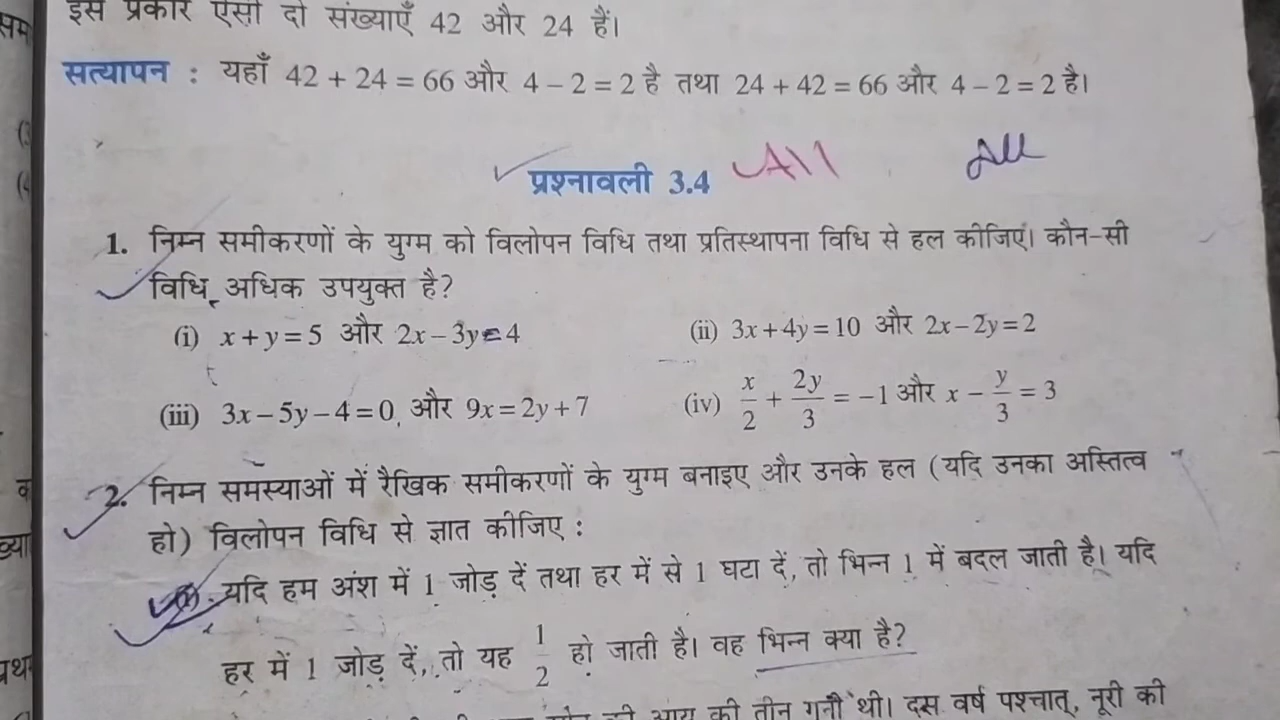 इस प्रकार ऐसी दो संख्याएँ 42 और 24 हैं।
सत्यापन : यहाँ 42 + 24 = 66 और 4 – 2 = 2 है तथा 24 + 42 = 66 और 4 – 2 = 2 है।
प्रश्नावली 3.4 All All
1. निम्न समीकरणों के युग्म को विलोपन विधि तथा प्रतिस्थापना विधि से हल कीजिए। कौन-सी
विधि अधिक उपयुक्त है?
(i) x + y = 5 और 2x – 3y = 4 (ii) 3x + 4y = 10 और 2x – 2y = 2
(iii) 3x – 5y – 4 = 0 और 9x = 2y + 7 (iv) x/2 + 2y/3 = –1 और x – y/3 = 3
2. निम्न समस्याओं में रैखिक समीकरणों के युग्म बनाइए और उनके हल (यदि उनका अस्तित्व
हो) विलोपन विधि से ज्ञात कीजिए :
(i) यदि हम अंश में 1 जोड़ दें तथा हर में से 1 घटा दें, तो भिन्न 1 में बदल जाती है। यदि
हर में 1 जोड़ दें, तो यह 1/2 हो जाती है। वह भिन्न क्या है?
की आयु की तीन गुनी थी। दस वर्ष पश्चात्, नूरी की